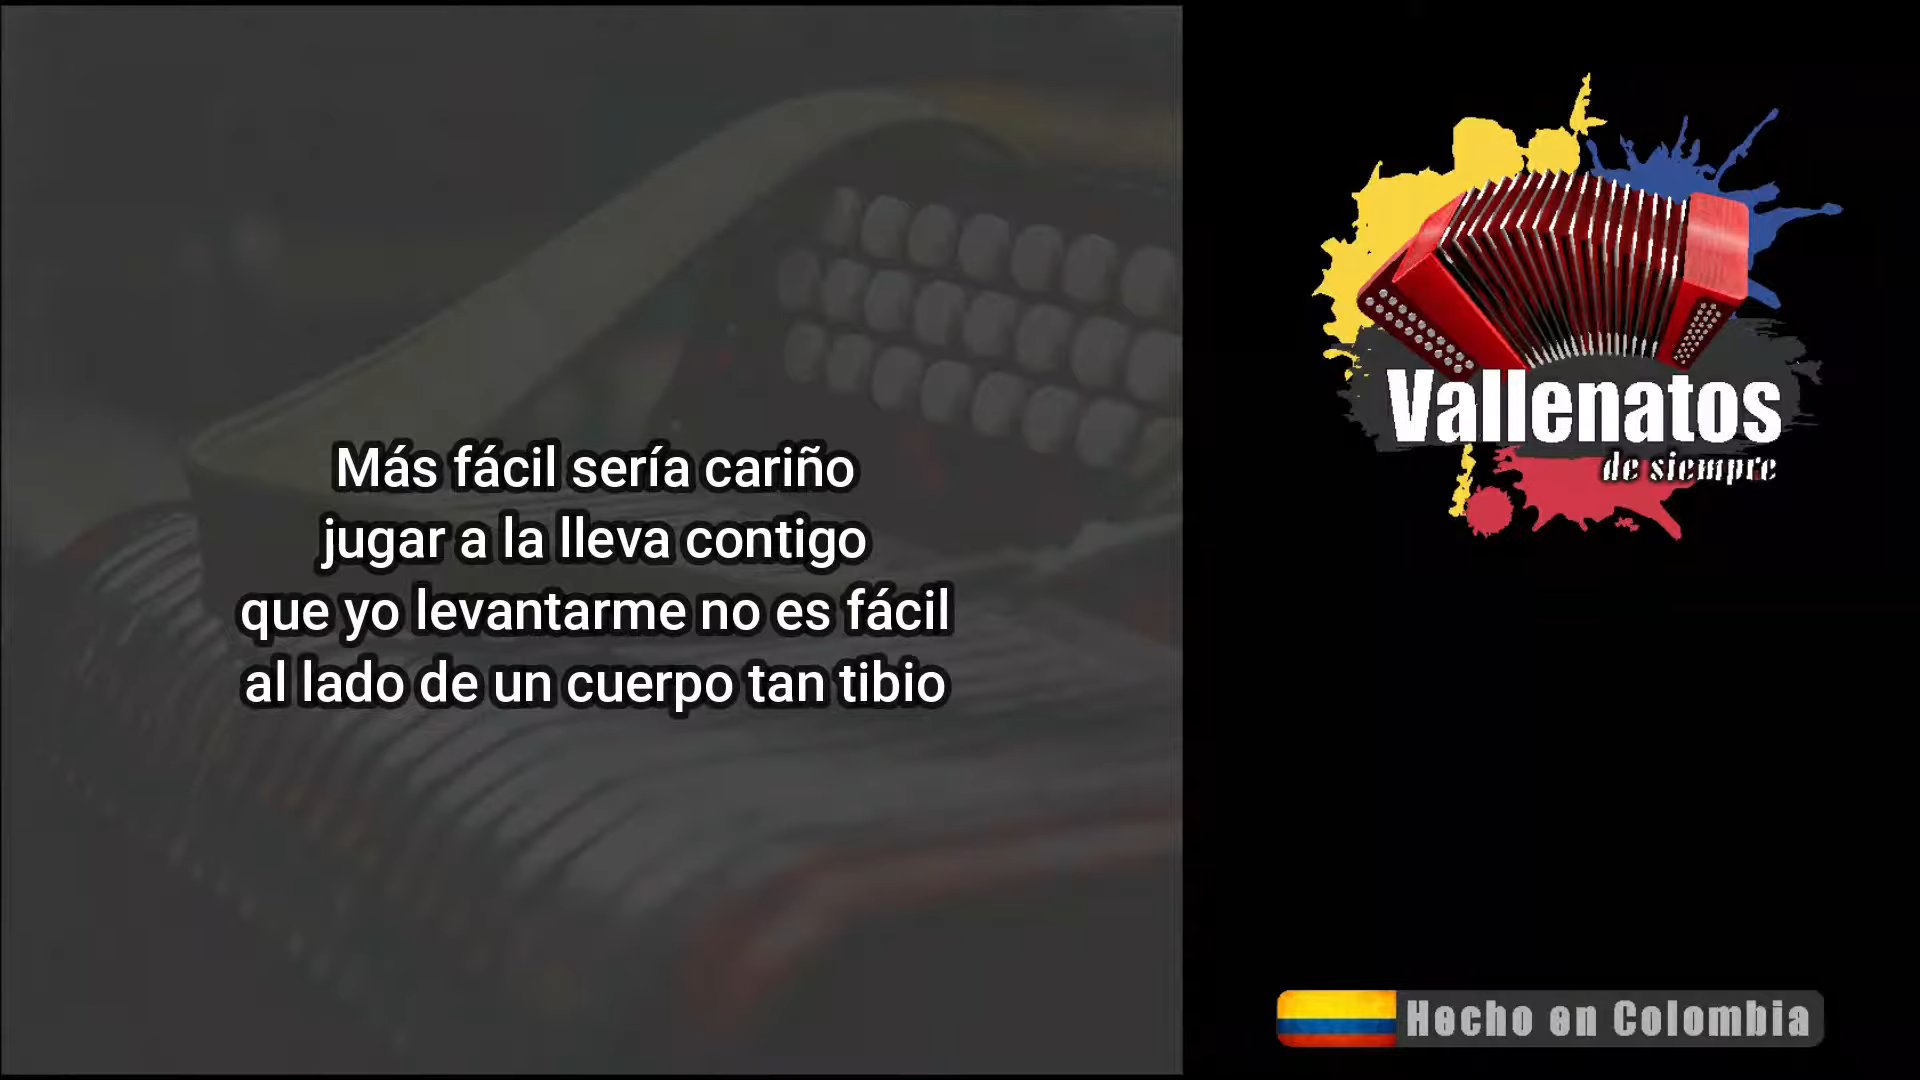 Más fácil sería cariño
jugar a la lleva contigo
que yo levantarme no es fácil
al lado de un cuerpo tan tibio
Vallenatos
de siempre
Hecho en Colombia